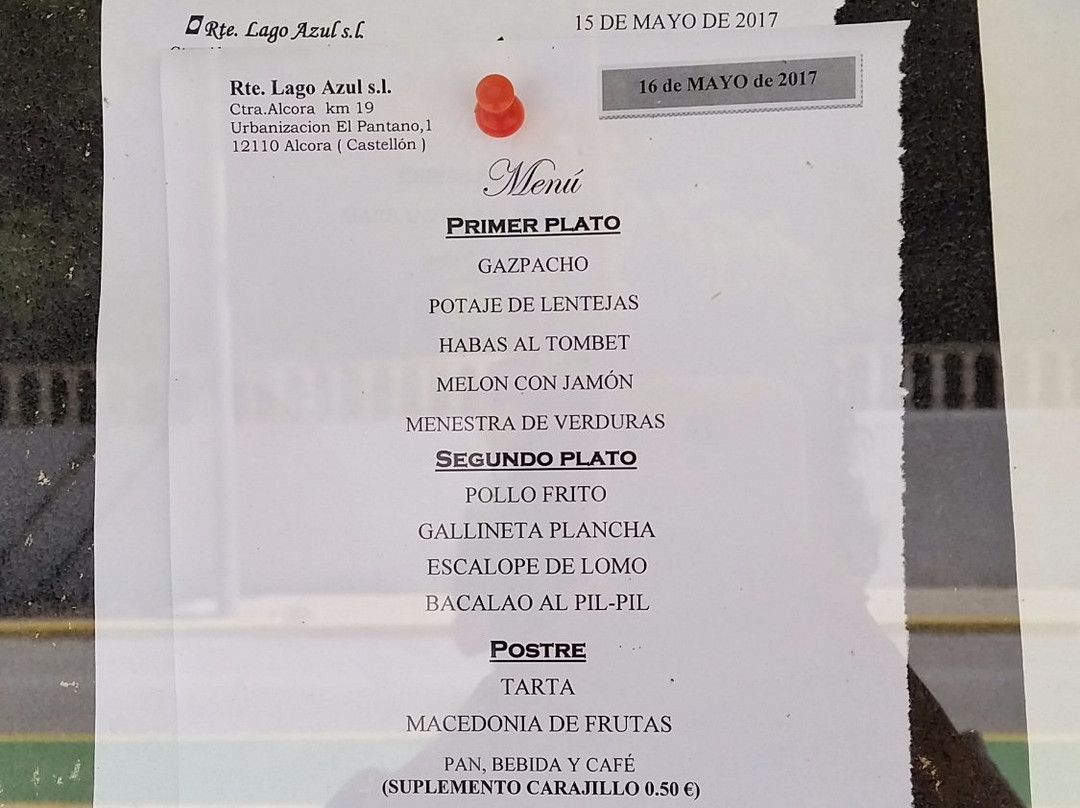 Rte. Lago Azul s.l.
15 DE MAYO DE 2017
Rte. Lago Azul s.l.
Ctra.Alcora km 19
Urbanizacion El Pantano,1
12110 Alcora ( Castellón )
16 de MAYO de 2017
Menú
PRIMER PLATO
GAZPACHO
POTAJE DE LENTEJAS
HABAS AL TOMBET
MELON CON JAMÓN
MENESTRA DE VERDURAS
SEGUNDO PLATO
POLLO FRITO
GALLINETA PLANCHA
ESCALOPE DE LOMO
BACALAO AL PIL-PIL
POSTRE
TARTA
MACEDONIA DE FRUTAS
PAN, BEBIDA Y CAFÉ
(SUPLEMENTO CARAJILLO 0.50 €)